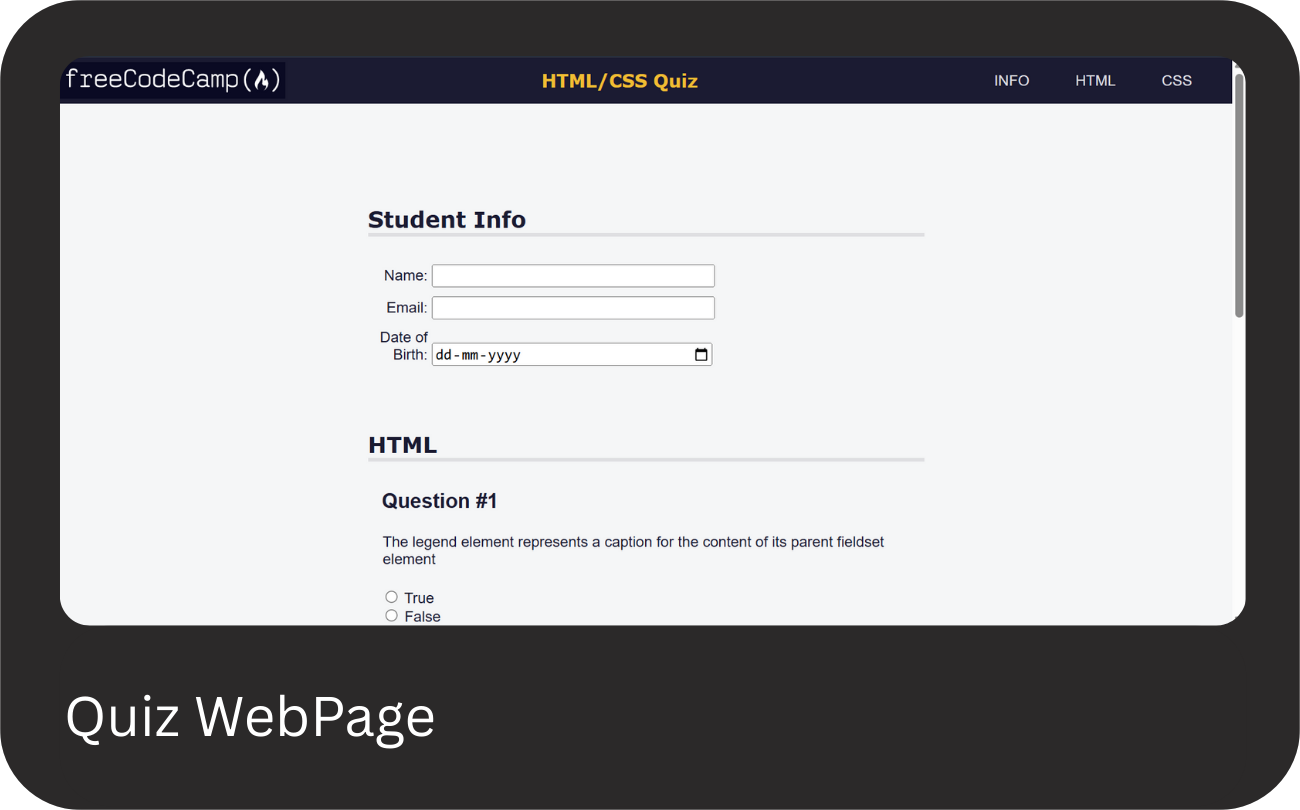 freeCodeCamp(🔥)
HTML/CSS Quiz
INFO
HTML
CSS
Student Info
Name:
Email:
Date of
Birth:
dd-mm-yyyy
HTML
Question #1
The legend element represents a caption for the content of its parent fieldset
element
True
False
Quiz WebPage